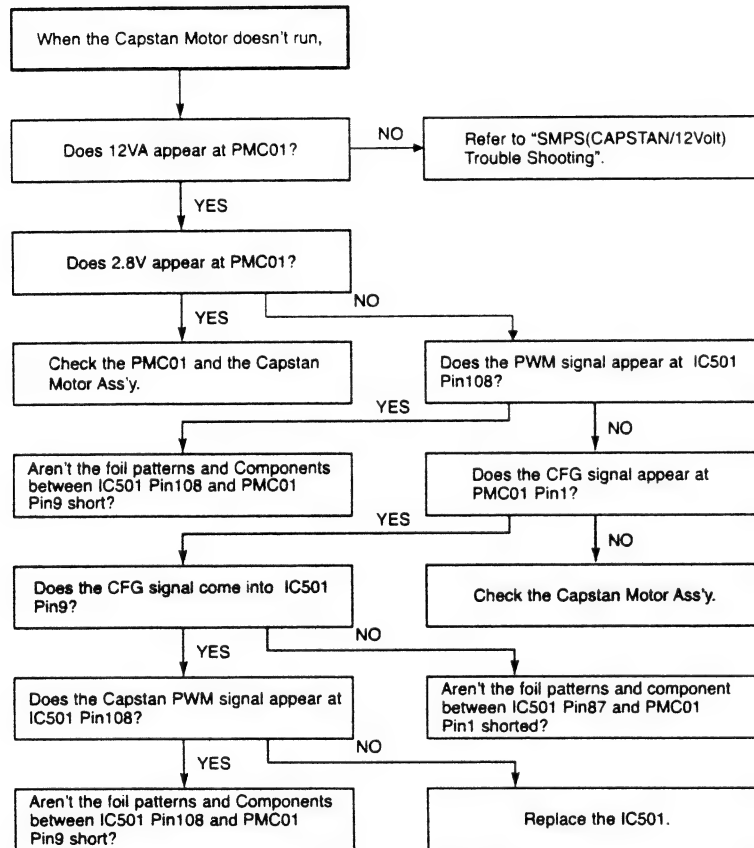 When the Capstan Motor doesn't run,
Does 12VA appear at PMC01?
NO
Refer to "SMPS(CAPSTAN/12Volt)
Trouble Shooting".
YES
Does 2.8V appear at PMC01?
NO
YES
Check the PMC01 and the Capstan
Motor Ass'y.
Does the PWM signal appear at IC501
Pin108?
YES
NO
Aren't the foil patterns and Components
between IC501 Pin108 and PMC01
Pin9 short?
Does the CFG signal appear at
PMC01 Pin1?
YES
NO
Does the CFG signal come into IC501
Pin9?
Check the Capstan Motor Ass'y.
NO
YES
Does the Capstan PWM signal appear at
IC501 Pin108?
Aren't the foil patterns and component
between IC501 Pin87 and PMC01
Pin1 shorted?
NO
YES
Aren't the foil patterns and Components
between IC501 Pin108 and PMC01
Pin9 short?
Replace the IC501.